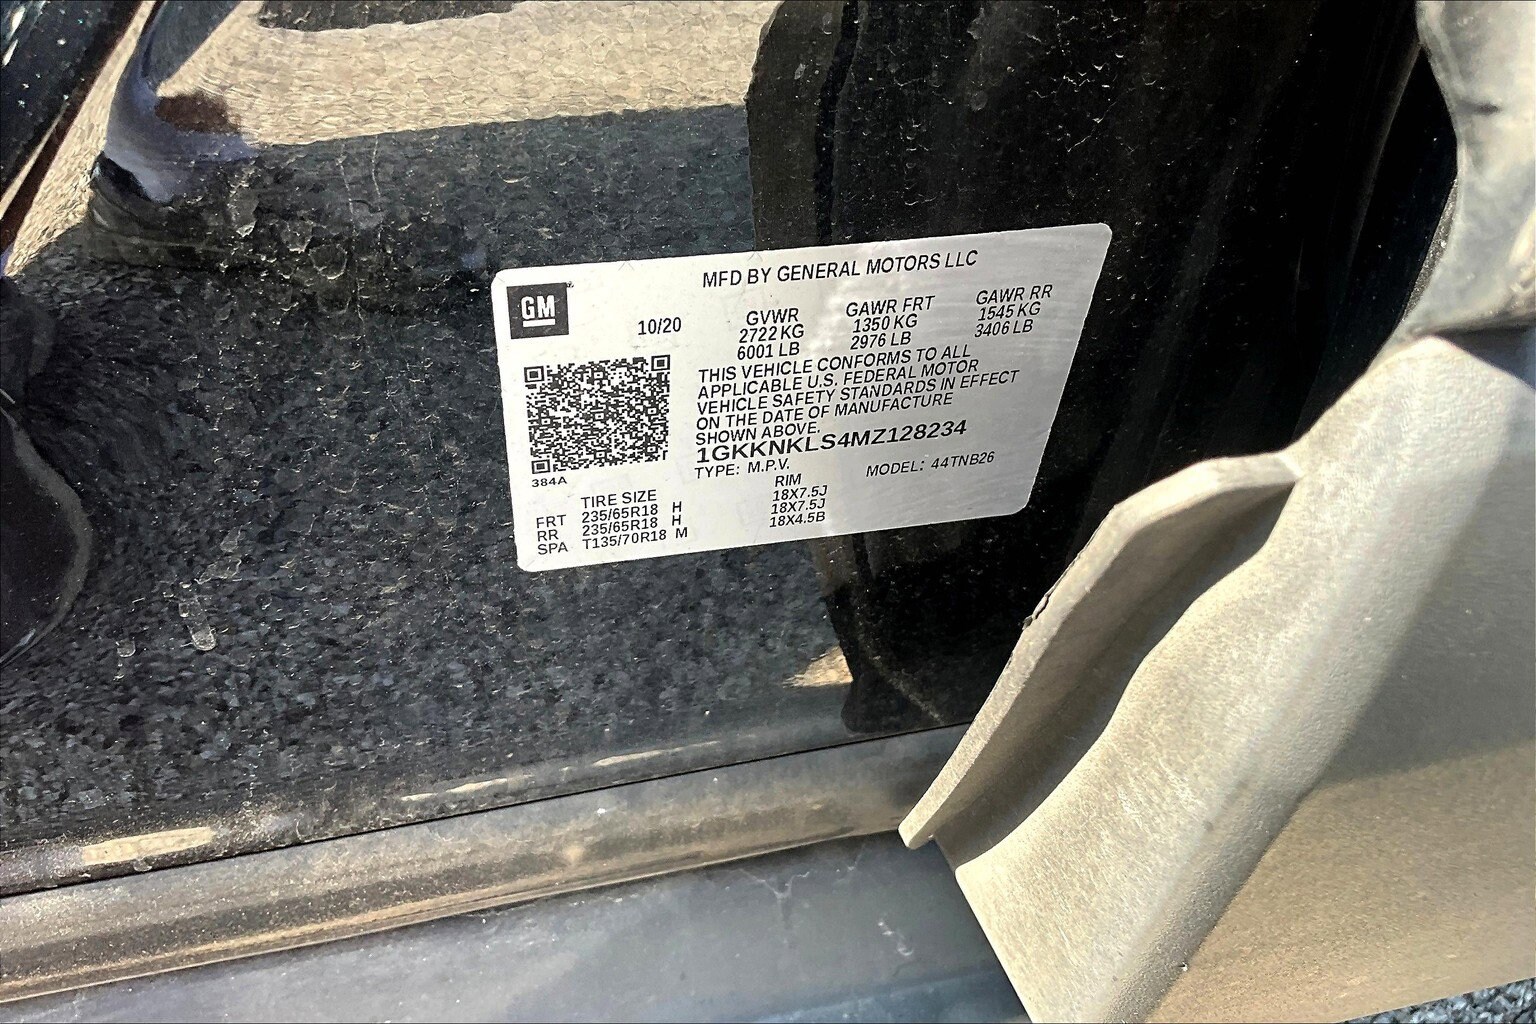 MFD BY GENERAL MOTORS LLC
GM
10/20
GVWR GAWR FRT GAWR RR
2722 KG 1350 KG 1545 KG
6001 LB 2976 LB 3406 LB
THIS VEHICLE CONFORMS TO ALL
APPLICABLE U.S. FEDERAL MOTOR
VEHICLE SAFETY STANDARDS IN EFFECT
ON THE DATE OF MANUFACTURE
SHOWN ABOVE.
1GKKNKLS4MZ128234
TYPE: M.P.V. MODEL: 44TNB26
384A
TIRE SIZE RIM
FRT 235/65R18 H 18X7.5J
RR 235/65R18 H 18X7.5J
SPA T135/70R18 M 18X4.5B